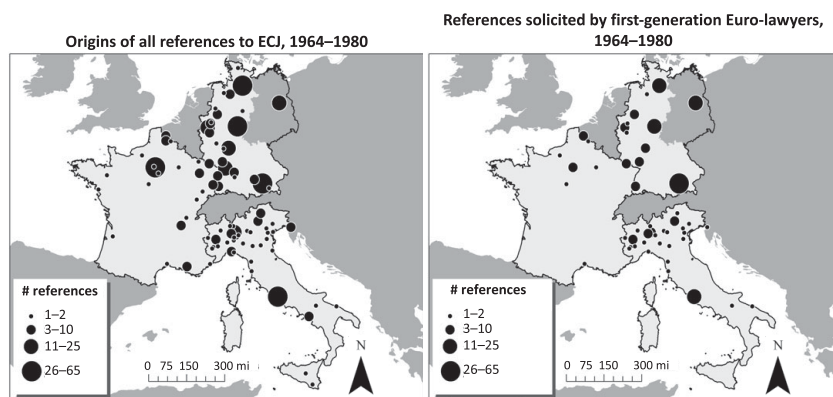 Origins of all references to ECJ, 1964–1980
# references
1–2
3–10
11–25
26–65
0 75 150 300 mi
N
References solicited by first-generation Euro-lawyers,
1964–1980
# references
1–2
3–10
11–25
26–65
0 75 150 300 mi
N